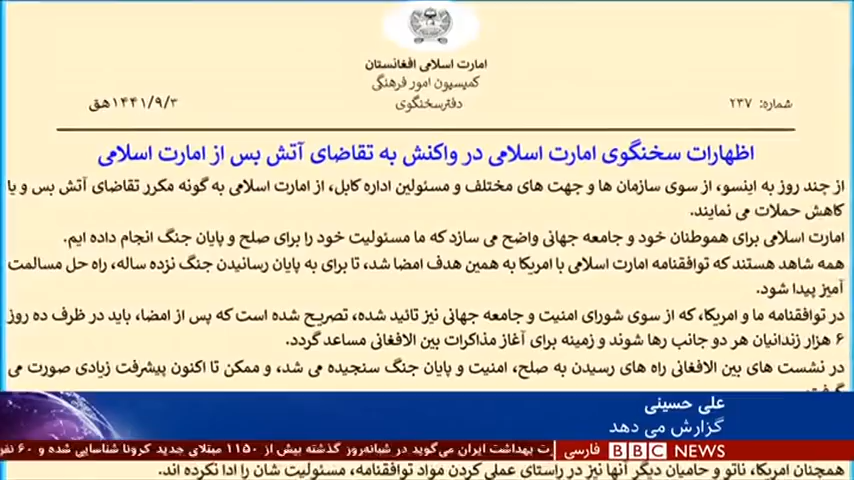 امارت اسلامی افغانستان
کمیسیون امور فرهنگی
دفترسخنگوی
شماره: ۲۳۷
۱۴۴۱/۹/۳هـق
اظهارات سخنگوی امارت اسلامی در واکنش به تقاضای آتش بس از امارت اسلامی
از چند روز به اینسو، از سوی سازمان ها و جهت های مختلف و مسئولین اداره کابل، از امارت اسلامی به گونه مکرر تقاضای آتش بس و یا
کاهش حملات می نمایند.
امارت اسلامی برای هموطنان خود و جامعه جهانی واضح می سازد که ما مسئولیت خود را برای صلح و پایان جنگ انجام داده ایم.
همه شاهد هستند که توافقنامه امارت اسلامی با امریکا به همین هدف امضا شد، تا برای به پایان رسانیدن جنگ نزده ساله، راه حل مسالمت
آمیز پیدا شود.
در توافقنامه ما و امریکا، که از سوی شورای امنیت و جامعه جهانی نیز تائید شده، تصریح شده است که پس از امضا، باید در ظرف ده روز
۶ هزار زندانیان هر دو جانب رها شوند و زمینه برای آغاز مذاکرات بین الافغانی مساعد گردد.
در نشست های بین الافغانی راه های رسیدن به صلح، امنیت و پایان جنگ سنجیده می شد، و ممکن تا اکنون پیشرفت زیادی صورت می
علی حسینی
گزارش می دهد
BBC NEWS فارسی
ت بهداشت ایران می‌گوید در شبانه‌روز گذشته بیش از ۱۱۵۰ مبتلای جدید کرونا شناسایی شده و ۶۰ نفر
همچنان امریکا، ناتو و حامیان دیگر آنها نیز در راستای عملی کردن مواد توافقنامه، مسئولیت شان را ادا نکرده اند.